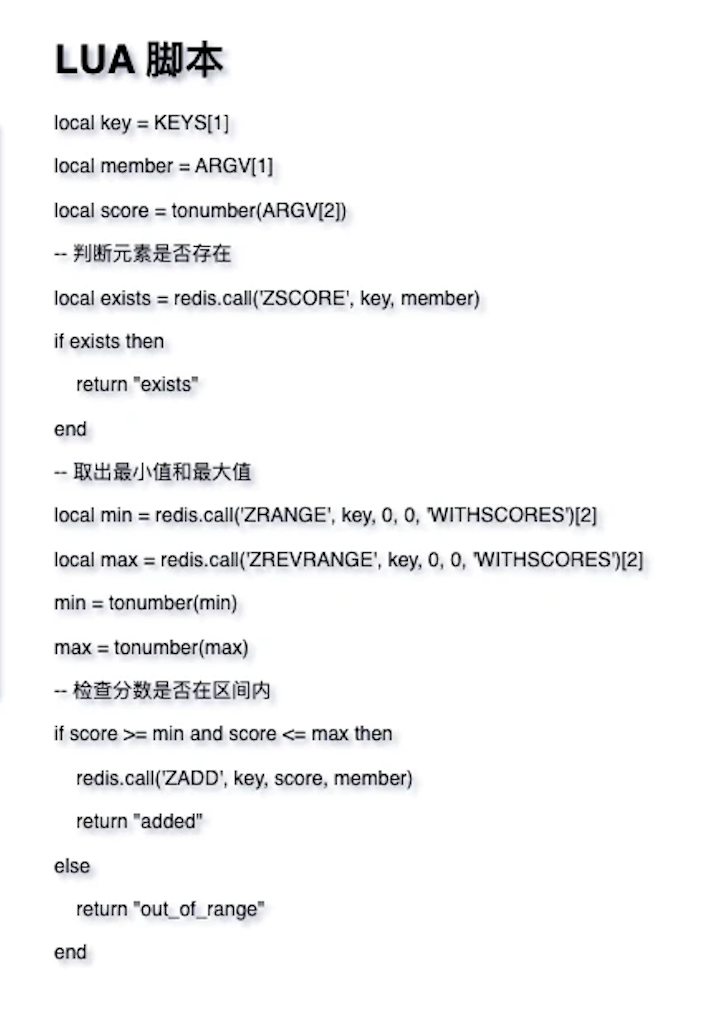 LUA 脚本
local key = KEYS[1]
local member = ARGV[1]
local score = tonumber(ARGV[2])
-- 判断元素是否存在
local exists = redis.call('ZSCORE', key, member)
if exists then
    return "exists"
end
-- 取出最小值和最大值
local min = redis.call('ZRANGE', key, 0, 0, 'WITHSCORES')[2]
local max = redis.call('ZREVRANGE', key, 0, 0, 'WITHSCORES')[2]
min = tonumber(min)
max = tonumber(max)
-- 检查分数是否在区间内
if score >= min and score <= max then
    redis.call('ZADD', key, score, member)
    return "added"
else
    return "out_of_range"
end